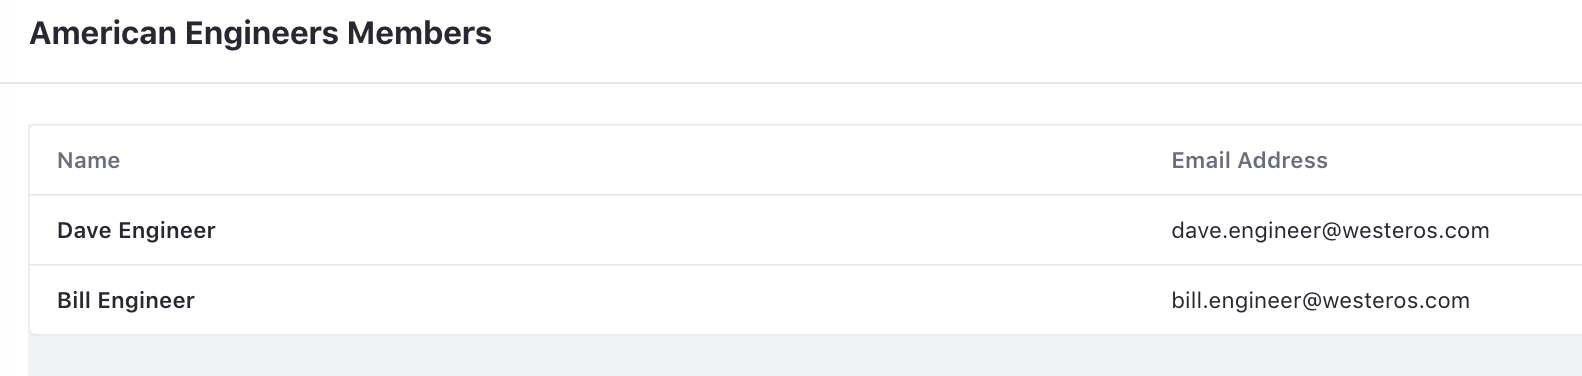 American Engineers Members
Name Email Address
Dave Engineer dave.engineer@westeros.com
Bill Engineer bill.engineer@westeros.com